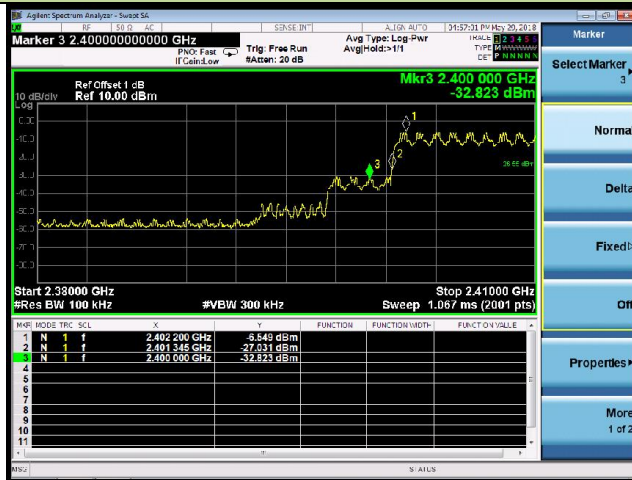 Agilent Spectrum Analyzer - Swept SA
RF 50 Ω AC SENSE:INT ALIGN AUTO 01:57:21 PM May 29, 2018
Marker 3 2.400000000000 GHz
PNO: Fast
IFGain:Low
Trig: Free Run
#Atten: 20 dB
Avg Type: Log-Pwr
Avg|Hold:>1/1
TRACE 1 2 3 4 5 6
TYPE M
DET P N N N N N
Ref Offset 1 dB
10 dB/div Ref 10.00 dBm
Log
Mkr3 2.400 000 GHz
-32.823 dBm
1
2
3
Start 2.38000 GHz Stop 2.41000 GHz
#Res BW 100 kHz #VBW 300 kHz Sweep 1.067 ms (2001 pts)
MKR MODE TRC SCL X Y FUNCTION FUNCTION WIDTH FUNCTION VALUE
1 N 1 f 2.402 200 GHz -6.549 dBm
2 N 1 f 2.401 345 GHz -27.031 dBm
3 N 1 f 2.400 000 GHz -32.823 dBm
4
5
6
7
8
9
10
11
MSG STATUS
Marker
Select Marker
3
Normal
Delta
Fixed
Off
Properties
More
1 of 2